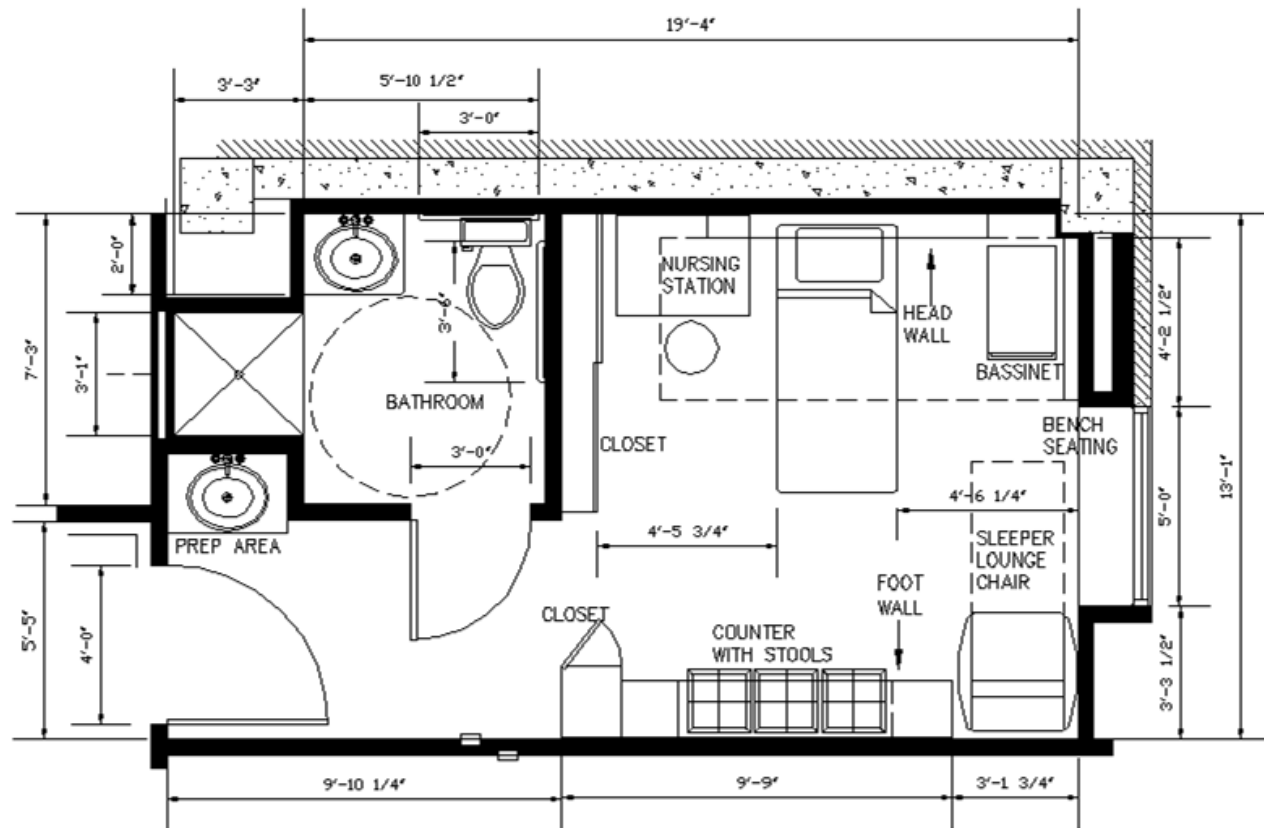 19'-4"
3'-3"
5'-10 1/2"
3'-0"
2'-0"
7'-3"
3'-1"
3'-6"
NURSING
STATION
HEAD
WALL
4'-2 1/2"
BASSINET
BATHROOM
CLOSET
BENCH
SEATING
3'-0"
4'-6 1/4"
5'-0"
13'-1"
PREP AREA
4'-5 3/4"
SLEEPER
LOUNGE
CHAIR
FOOT
WALL
CLOSET
COUNTER
WITH STOOLS
5'-5"
4'-0"
3'-3 1/2"
9'-10 1/4"
9'-9"
3'-1 3/4"